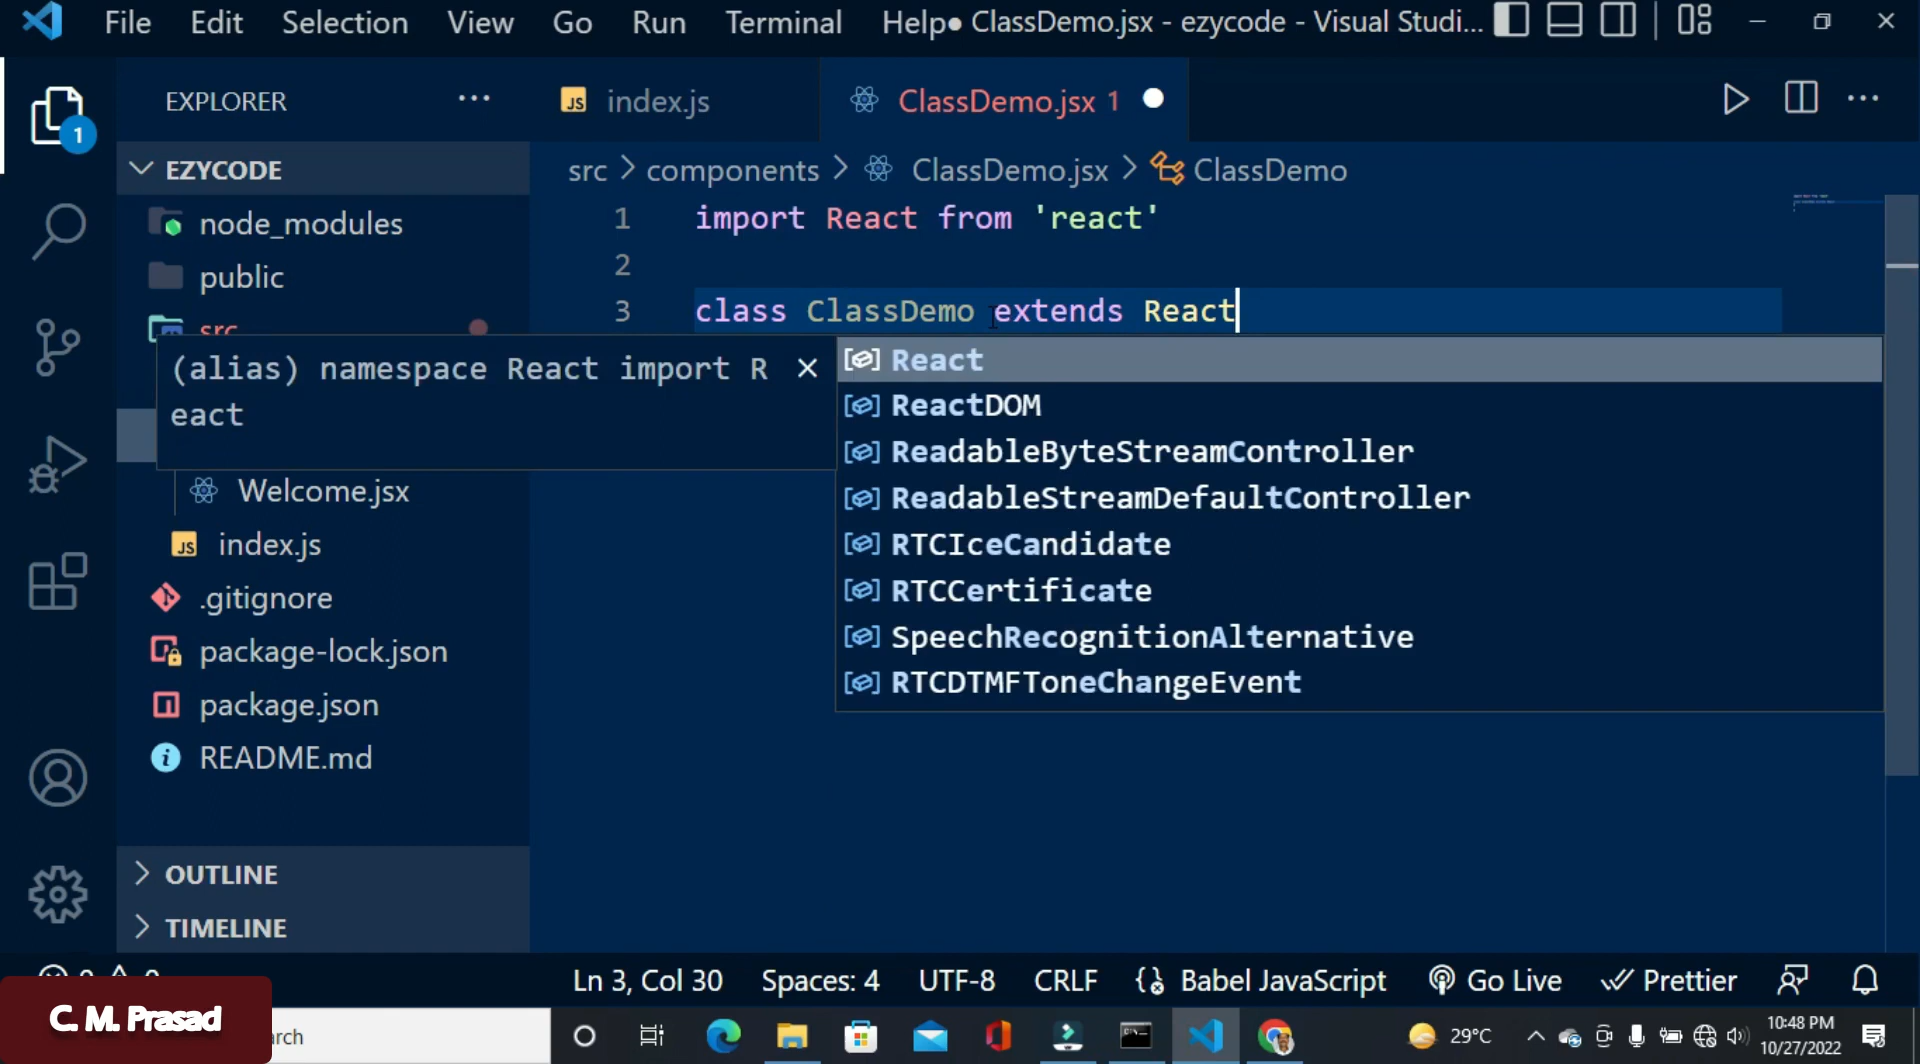 File Edit Selection View Go Run Terminal Help ● ClassDemo.jsx - ezycode - Visual Studi...
EXPLORER ...
JS index.js
ClassDemo.jsx 1
1
EZYCODE
src > components > ClassDemo.jsx > ClassDemo
node_modules
public
src
1 import React from 'react'
2
3 class ClassDemo extends React
(alias) namespace React import R
eact
React
ReactDOM
ReadableByteStreamController
ReadableStreamDefaultController
RTCIceCandidate
RTCCertificate
SpeechRecognitionAlternative
RTCDTMFToneChangeEvent
Welcome.jsx
JS index.js
.gitignore
package-lock.json
package.json
README.md
OUTLINE
TIMELINE
Ln 3, Col 30 Spaces: 4 UTF-8 CRLF Babel JavaScript Go Live Prettier
C. M. Prasad
29°C
10:48 PM
10/27/2022